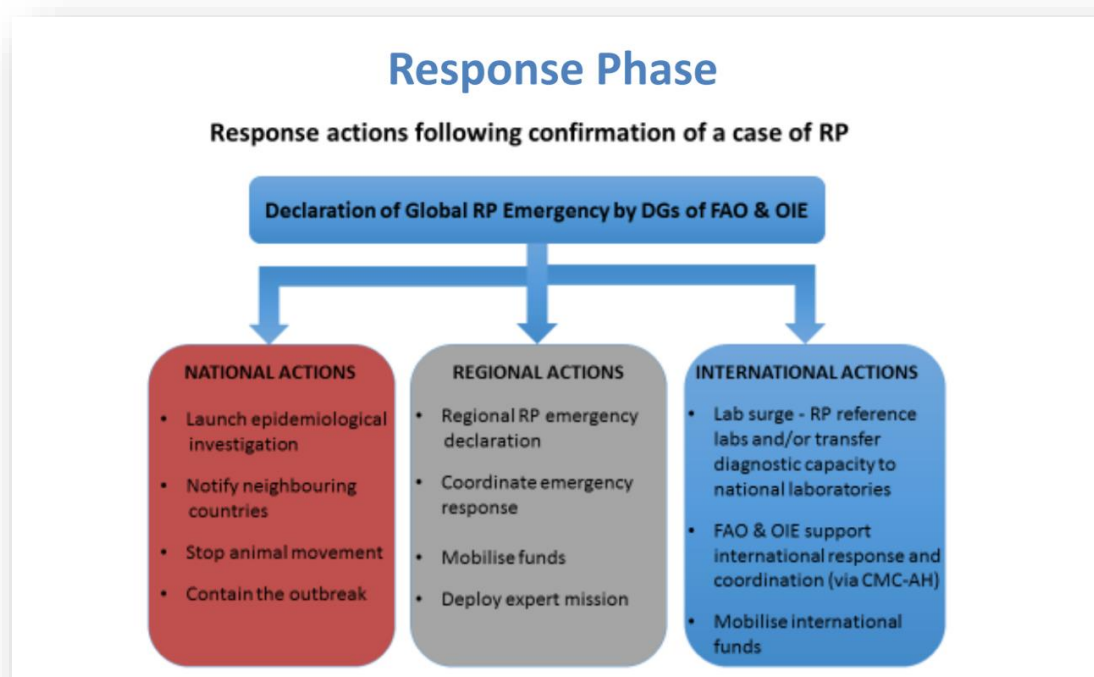 Response Phase
Response actions following confirmation of a case of RP
Declaration of Global RP Emergency by DGs of FAO & OIE
NATIONAL ACTIONS
• Launch epidemiological
investigation
• Notify neighbouring
countries
• Stop animal movement
• Contain the outbreak
REGIONAL ACTIONS
• Regional RP emergency
declaration
• Coordinate emergency
response
• Mobilise funds
• Deploy expert mission
INTERNATIONAL ACTIONS
• Lab surge - RP reference
labs and/or transfer
diagnostic capacity to
national laboratories
• FAO & OIE support
international response and
coordination (via CMC-AH)
• Mobilise international
funds